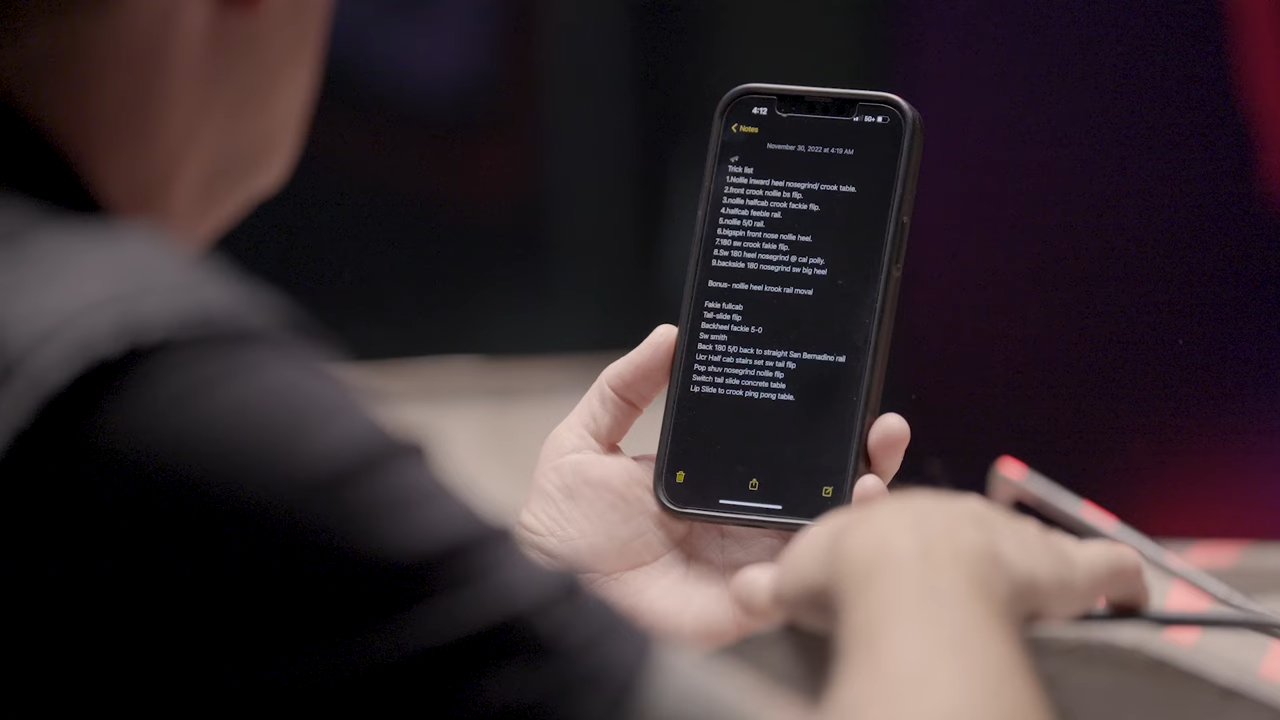 4:12
5G+
Notes
November 30, 2022 at 4:19 AM
Trick list
1.Nollie inward heel nosegrind/ crook table.
2.front crook nollie bs flip.
3.nollie halfcab crook fackie flip.
4.halfcab feeble rail.
5.nollie 5/0 rail.
6.bigspin front nose nollie heel.
7.180 sw crook fakie flip.
8.Sw 180 heel nosegrind @ cal polly.
9.backside 180 nosegrind sw big heel
Bonus- nollie heel krook rail moval
Fakie fullcab
Tail-slide flip
Backheel fackie 5-0
Sw smith
Back 180 5/0 back to straight San Bernadino rail
Ucr Half cab stairs set sw tail flip
Pop shuv nosegrind nollie flip
Switch tail slide concrete table
Lip Slide to crook ping pong table.